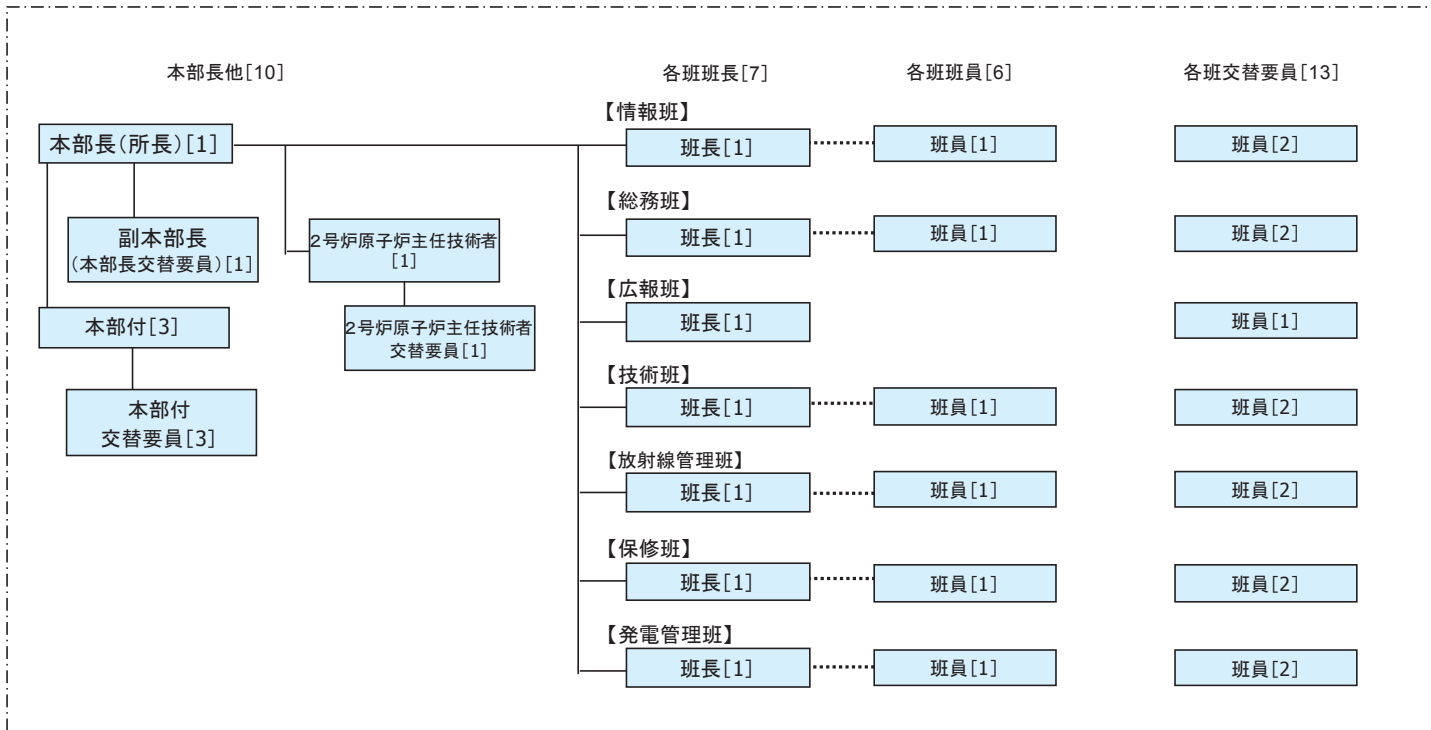 本部長他[10]
各班班長[7]
各班班員[6]
各班交替要員[13]
本部長(所長)[1]
副本部長
(本部長交替要員)[1]
本部付[3]
本部付
交替要員[3]
2号炉原子炉主任技術者
[1]
2号炉原子炉主任技術者
交替要員[1]
【情報班】
班長[1]
班員[1]
班員[2]
【総務班】
班長[1]
班員[1]
班員[2]
【広報班】
班長[1]
班員[1]
【技術班】
班長[1]
班員[1]
班員[2]
【放射線管理班】
班長[1]
班員[1]
班員[2]
【保修班】
班長[1]
班員[1]
班員[2]
【発電管理班】
班長[1]
班員[1]
班員[2]